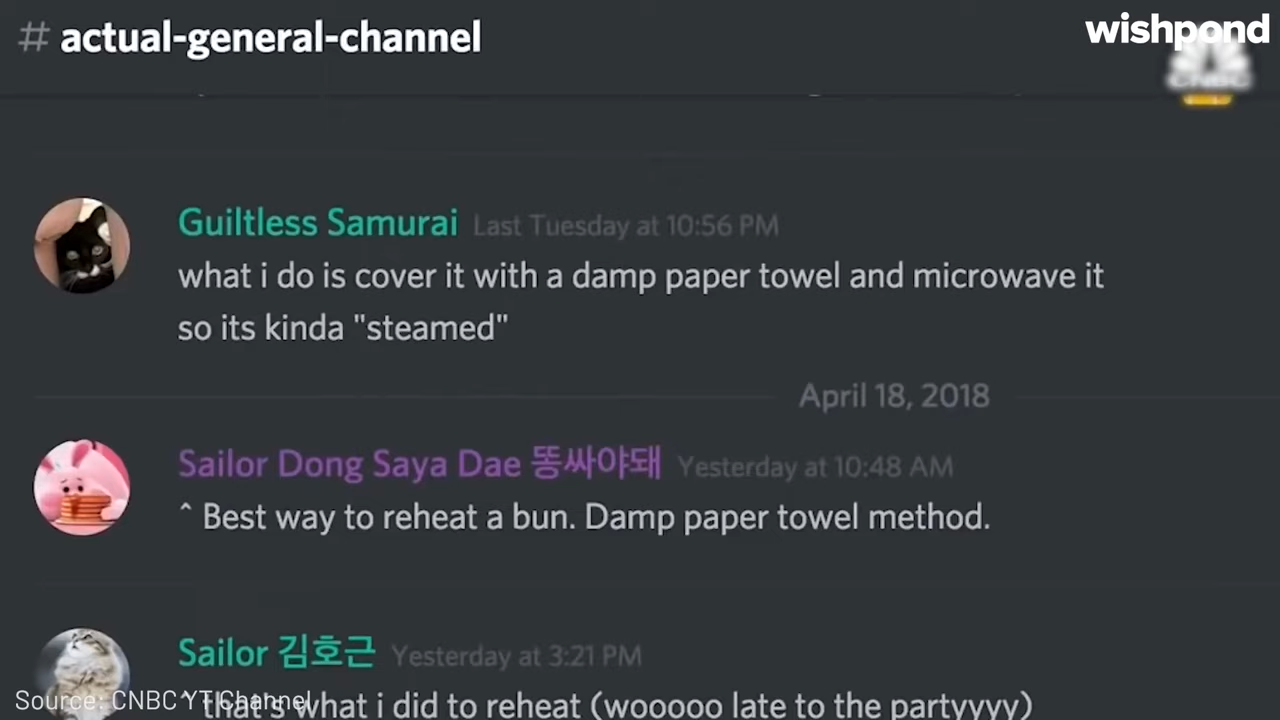 # actual-general-channel
wishpond
CNBC
Guiltless Samurai Last Tuesday at 10:56 PM
what i do is cover it with a damp paper towel and microwave it
so its kinda "steamed"
April 18, 2018
Sailor Dong Saya Dae 똥싸야돼 Yesterday at 10:48 AM
^ Best way to reheat a bun. Damp paper towel method.
Sailor 김호근 Yesterday at 3:21 PM
^ that's what i did to reheat (wooooo late to the partyyyy)
Source: CNBC YT Channel